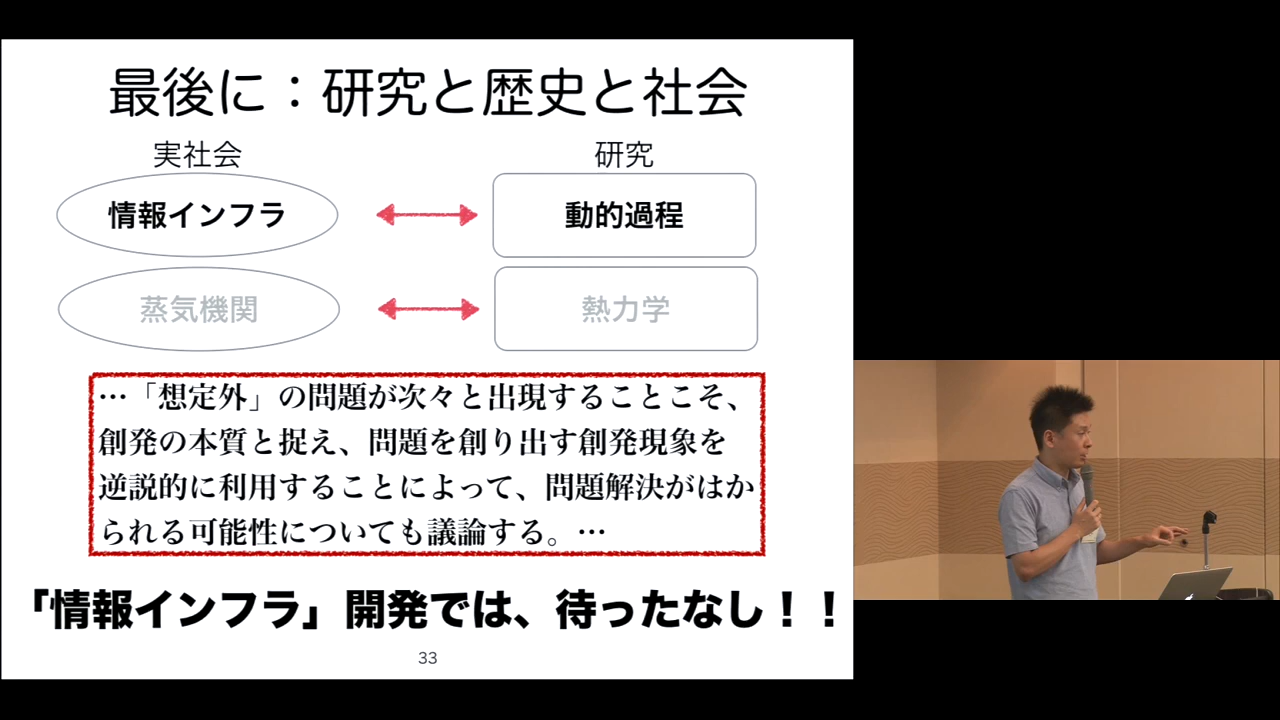 最後に：研究と歴史と社会
実社会
研究
情報インフラ
動的過程
蒸気機関
熱力学
…「想定外」の問題が次々と出現することこそ、
創発の本質と捉え、問題を創り出す創発現象を
逆説的に利用することによって、問題解決がはか
られる可能性についても議論する。…
「情報インフラ」開発では、待ったなし！！
33